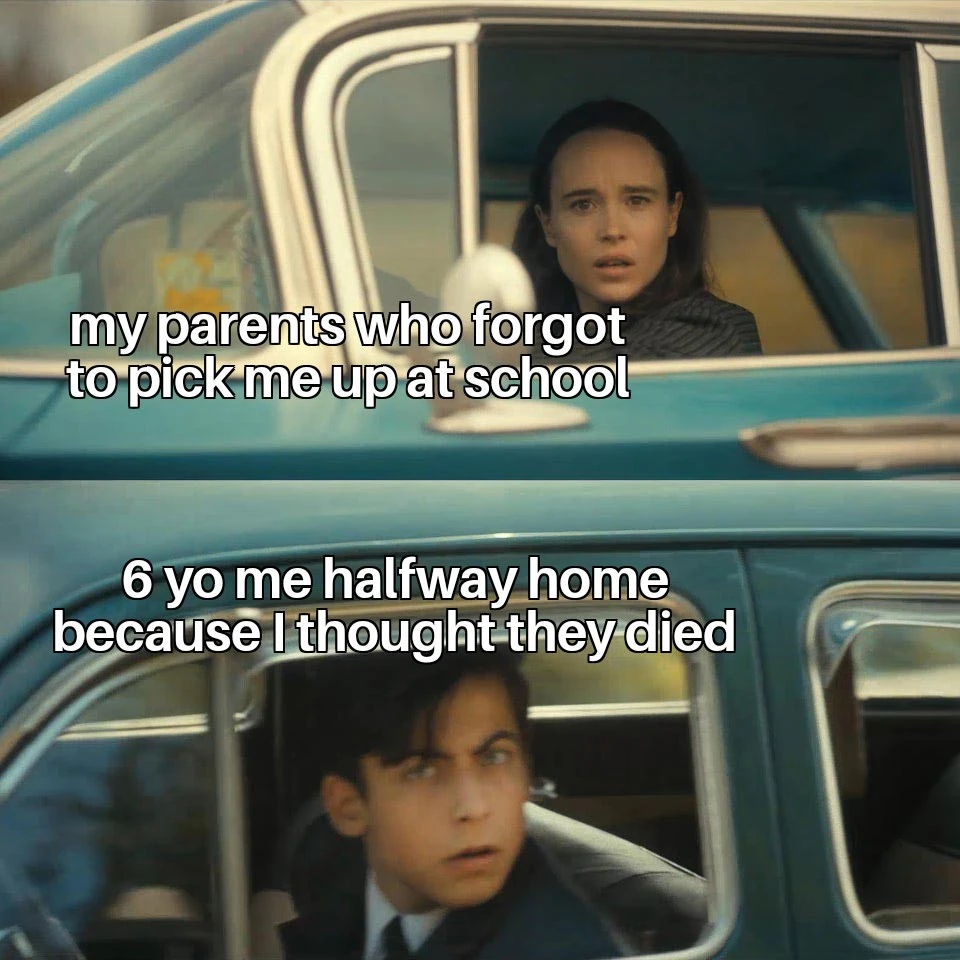 my parents who forgot
to pick me up at school
6 yo me halfway home
because I thought they died